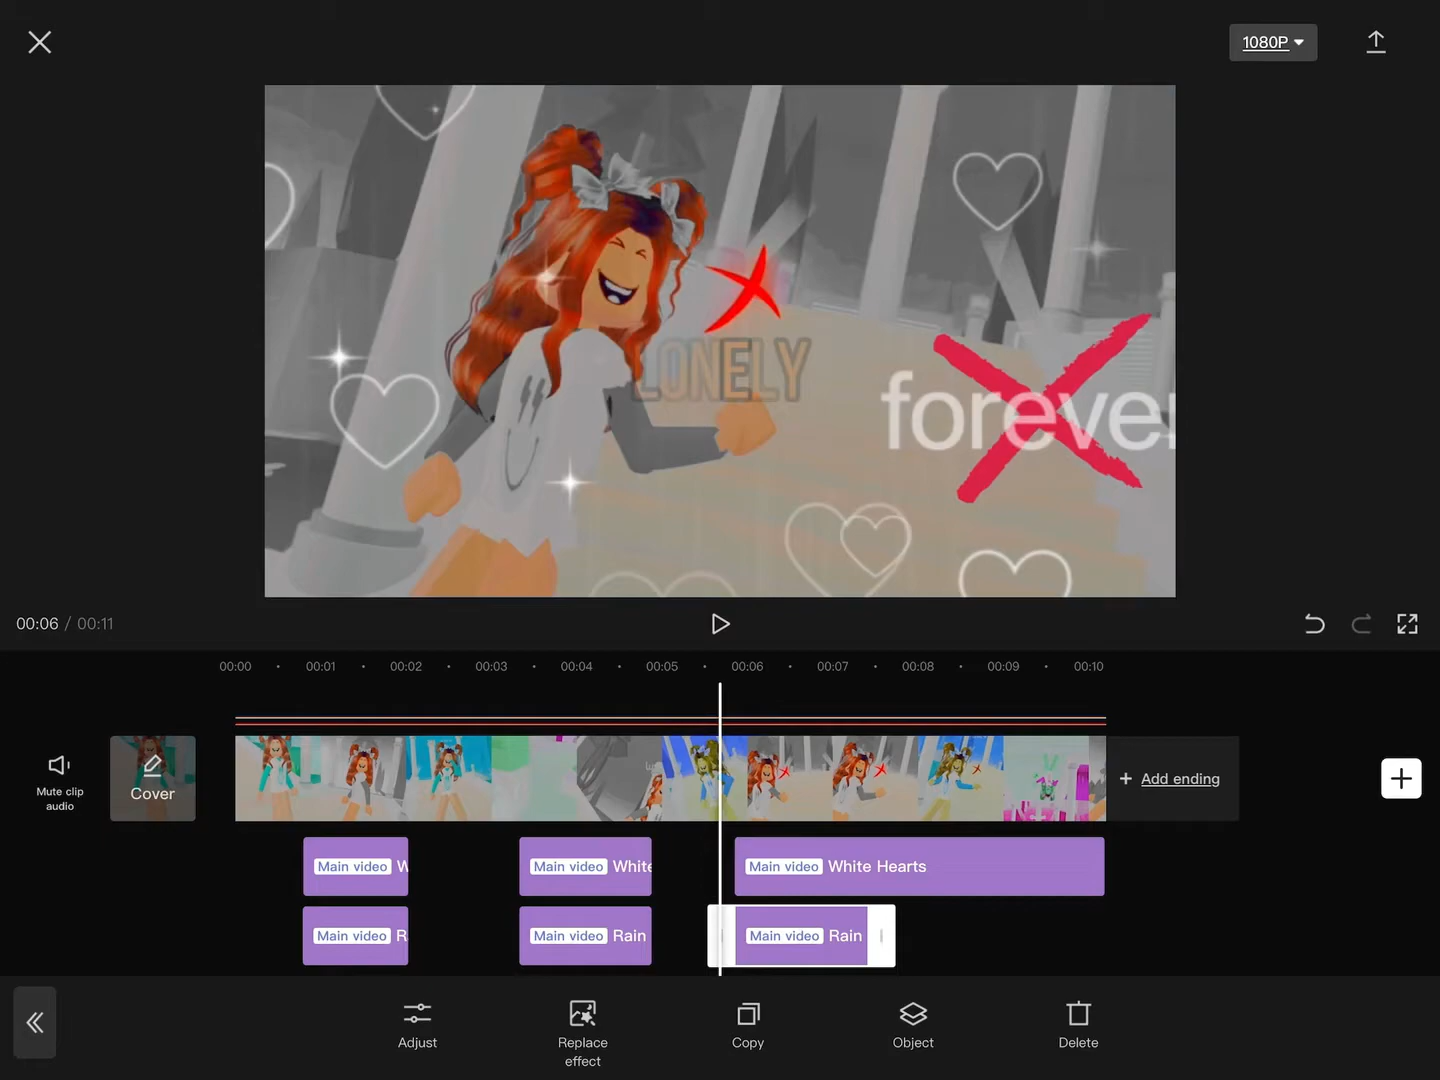 1080P
LONELY
forever
00:06 / 00:11
00:00 00:01 00:02 00:03 00:04 00:05 00:06 00:07 00:08 00:09 00:10
Mute clip
audio
Cover
+ Add ending
Main video W
Main video White
Main video White Hearts
Main video R
Main video Rain
Main video Rain
Adjust
Replace
effect
Copy
Object
Delete